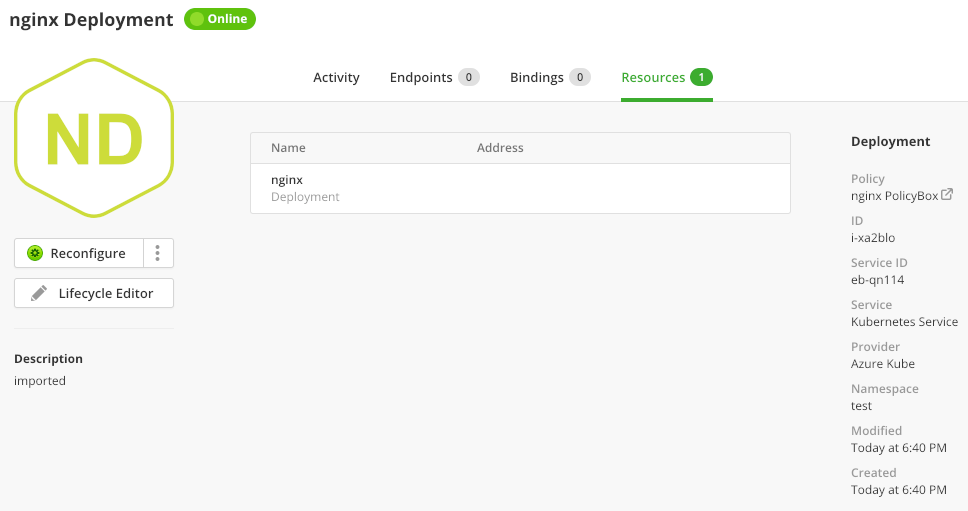 nginx Deployment Online
Activity Endpoints 0 Bindings 0 Resources 1
ND
Reconfigure
Lifecycle Editor
Description
imported
Name Address
nginx
Deployment
Deployment
Policy
nginx PolicyBox
ID
i-xa2blo
Service ID
eb-qn114
Service
Kubernetes Service
Provider
Azure Kube
Namespace
test
Modified
Today at 6:40 PM
Created
Today at 6:40 PM